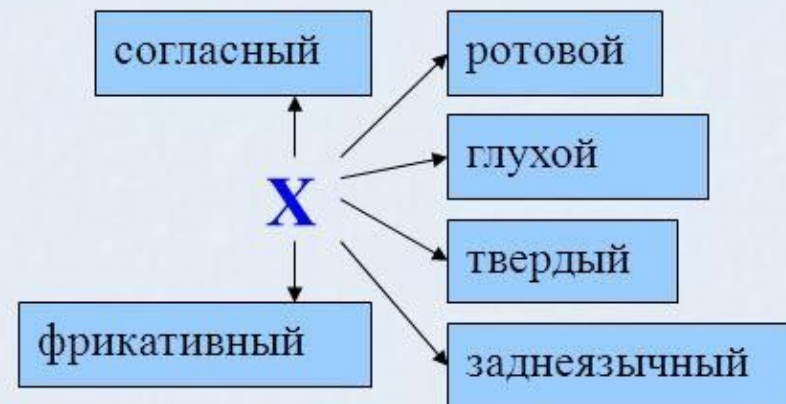 согласный
ротовой
глухой
Х
твердый
фрикативный
заднеязычный